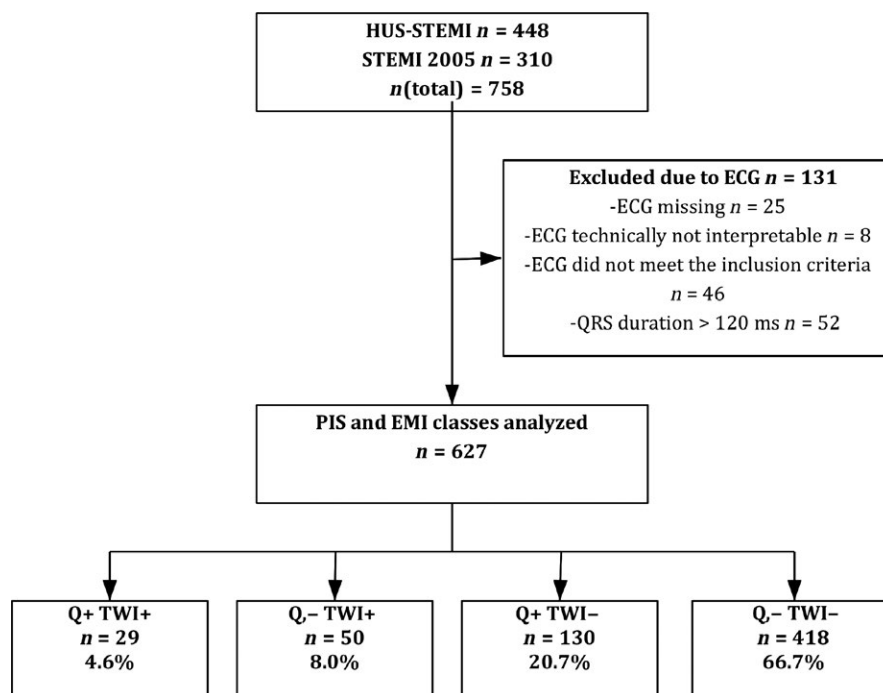 HUS-STEMI n = 448
STEMI 2005 n = 310
n(total) = 758
Excluded due to ECG n = 131
-ECG missing n = 25
-ECG technically not interpretable n = 8
-ECG did not meet the inclusion criteria
n = 46
-QRS duration > 120 ms n = 52
PIS and EMI classes analyzed
n = 627
Q+ TWI+
n = 29
4.6%
Q,− TWI+
n = 50
8.0%
Q+ TWI−
n = 130
20.7%
Q,− TWI−
n = 418
66.7%